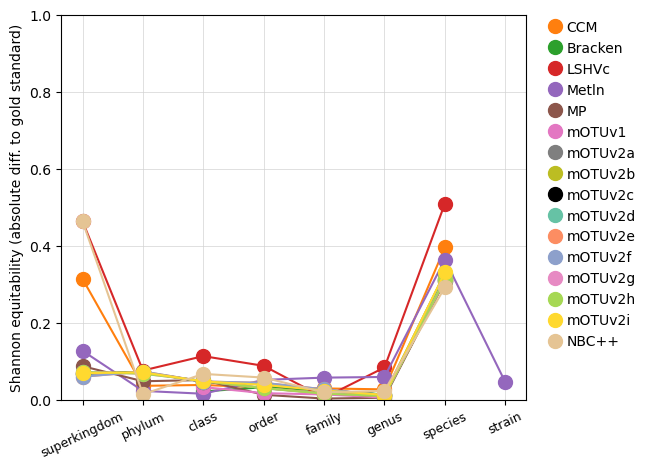 Shannon equitability (absolute diff. to gold standard)
1.0
0.8
0.6
0.4
0.2
0.0
superkingdom
phylum
class
order
family
genus
species
strain
CCM
Bracken
LSHVc
Metln
MP
mOTUv1
mOTUv2a
mOTUv2b
mOTUv2c
mOTUv2d
mOTUv2e
mOTUv2f
mOTUv2g
mOTUv2h
mOTUv2i
NBC++